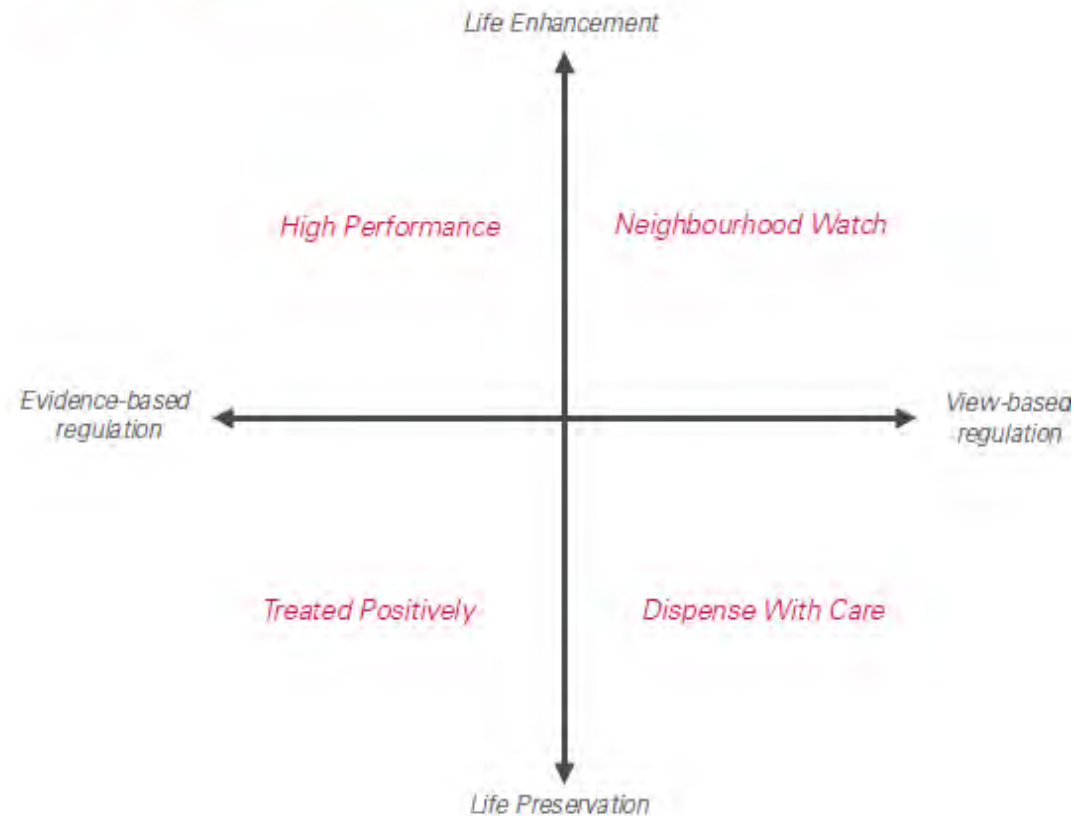 Life Enhancement
High Performance
Neighbourhood Watch
Evidence-based
regulation
View-based
regulation
Treated Positively
Dispense With Care
Life Preservation